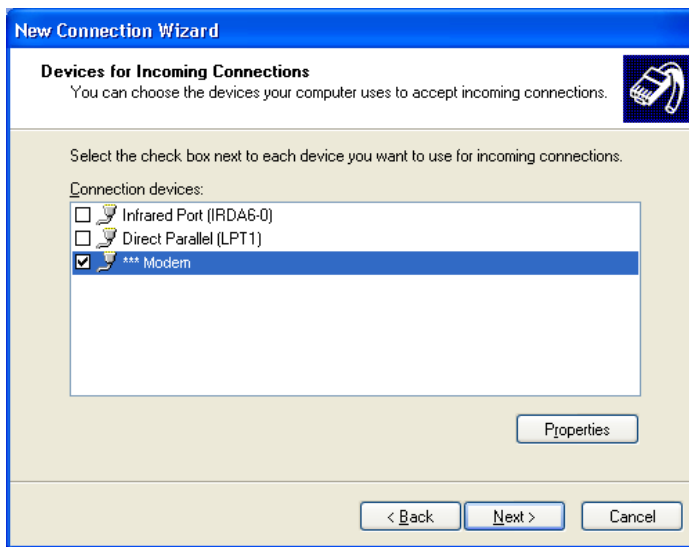 New Connection Wizard
Devices for Incoming Connections
You can choose the devices your computer uses to accept incoming connections.
Select the check box next to each device you want to use for incoming connections.
Connection devices:
Infrared Port (IRDA6-0)
Direct Parallel (LPT1)
*** Modem
Properties
< Back Next > Cancel